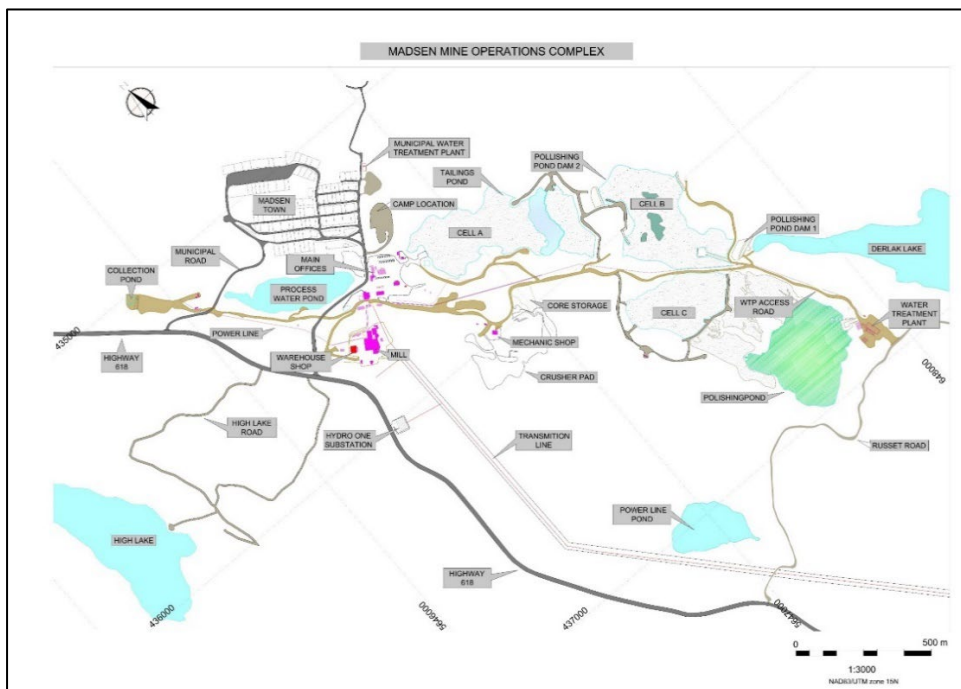 MADSEN MINE OPERATIONS COMPLEX
MUNICIPAL WATER
TREATMENT PLANT
POLLISHING
POND DAM 2
TAILINGS
POND
MADSEN
TOWN
CAMP LOCATION
CELL B
CELL A
POLLISHING
POND DAM 1
MUNICIPAL
ROAD
MAIN
OFFICES
DERLAK LAKE
COLLECTION
POND
PROCESS
WATER POND
CORE STORAGE
WTP ACCESS
ROAD
WATER
TREATMENT
PLANT
CELL C
POWER LINE
435000
MECHANIC SHOP
HIGHWAY
618
WAREHOUSE
SHOP
MILL
648000
CRUSHER PAD
POLISHINGPOND
HIGH LAKE
ROAD
HYDRO ONE
SUBSTATION
TRANSMITION
LINE
RUSSET ROAD
POWER LINE
POND
HIGH LAKE
HIGHWAY
618
436000
5646000
437000
5647000
0 500 m
1:3000
NAD83/UTM zone 15N